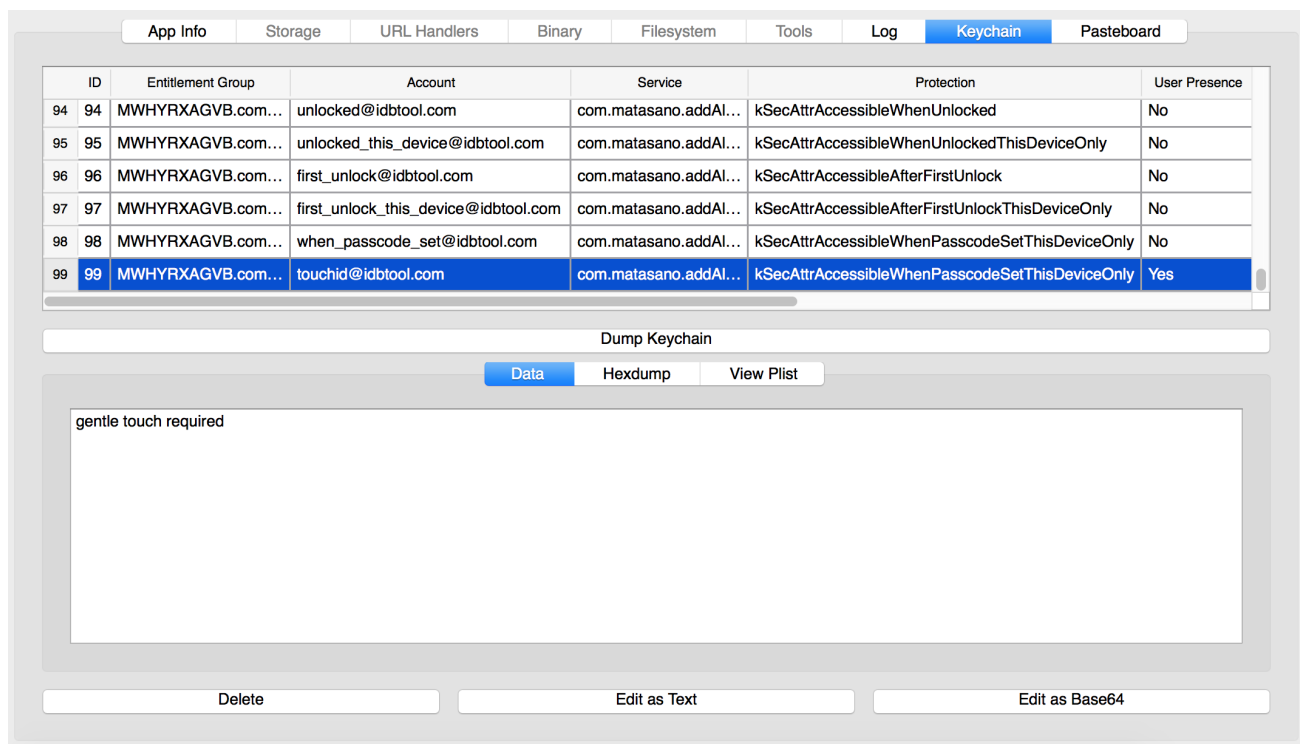 App Info Storage URL Handlers Binary Filesystem Tools Log Keychain Pasteboard
ID Entitlement Group Account Service Protection User Presence
94 94 MWHYRXAGVB.com... unlocked@idbtool.com com.matasano.addAl... kSecAttrAccessibleWhenUnlocked No
95 95 MWHYRXAGVB.com... unlocked_this_device@idbtool.com com.matasano.addAl... kSecAttrAccessibleWhenUnlockedThisDeviceOnly No
96 96 MWHYRXAGVB.com... first_unlock@idbtool.com com.matasano.addAl... kSecAttrAccessibleAfterFirstUnlock No
97 97 MWHYRXAGVB.com... first_unlock_this_device@idbtool.com com.matasano.addAl... kSecAttrAccessibleAfterFirstUnlockThisDeviceOnly No
98 98 MWHYRXAGVB.com... when_passcode_set@idbtool.com com.matasano.addAl... kSecAttrAccessibleWhenPasscodeSetThisDeviceOnly No
99 99 MWHYRXAGVB.com... touchid@idbtool.com com.matasano.addAl... kSecAttrAccessibleWhenPasscodeSetThisDeviceOnly Yes
Dump Keychain
Data Hexdump View Plist
gentle touch required
Delete Edit as Text Edit as Base64